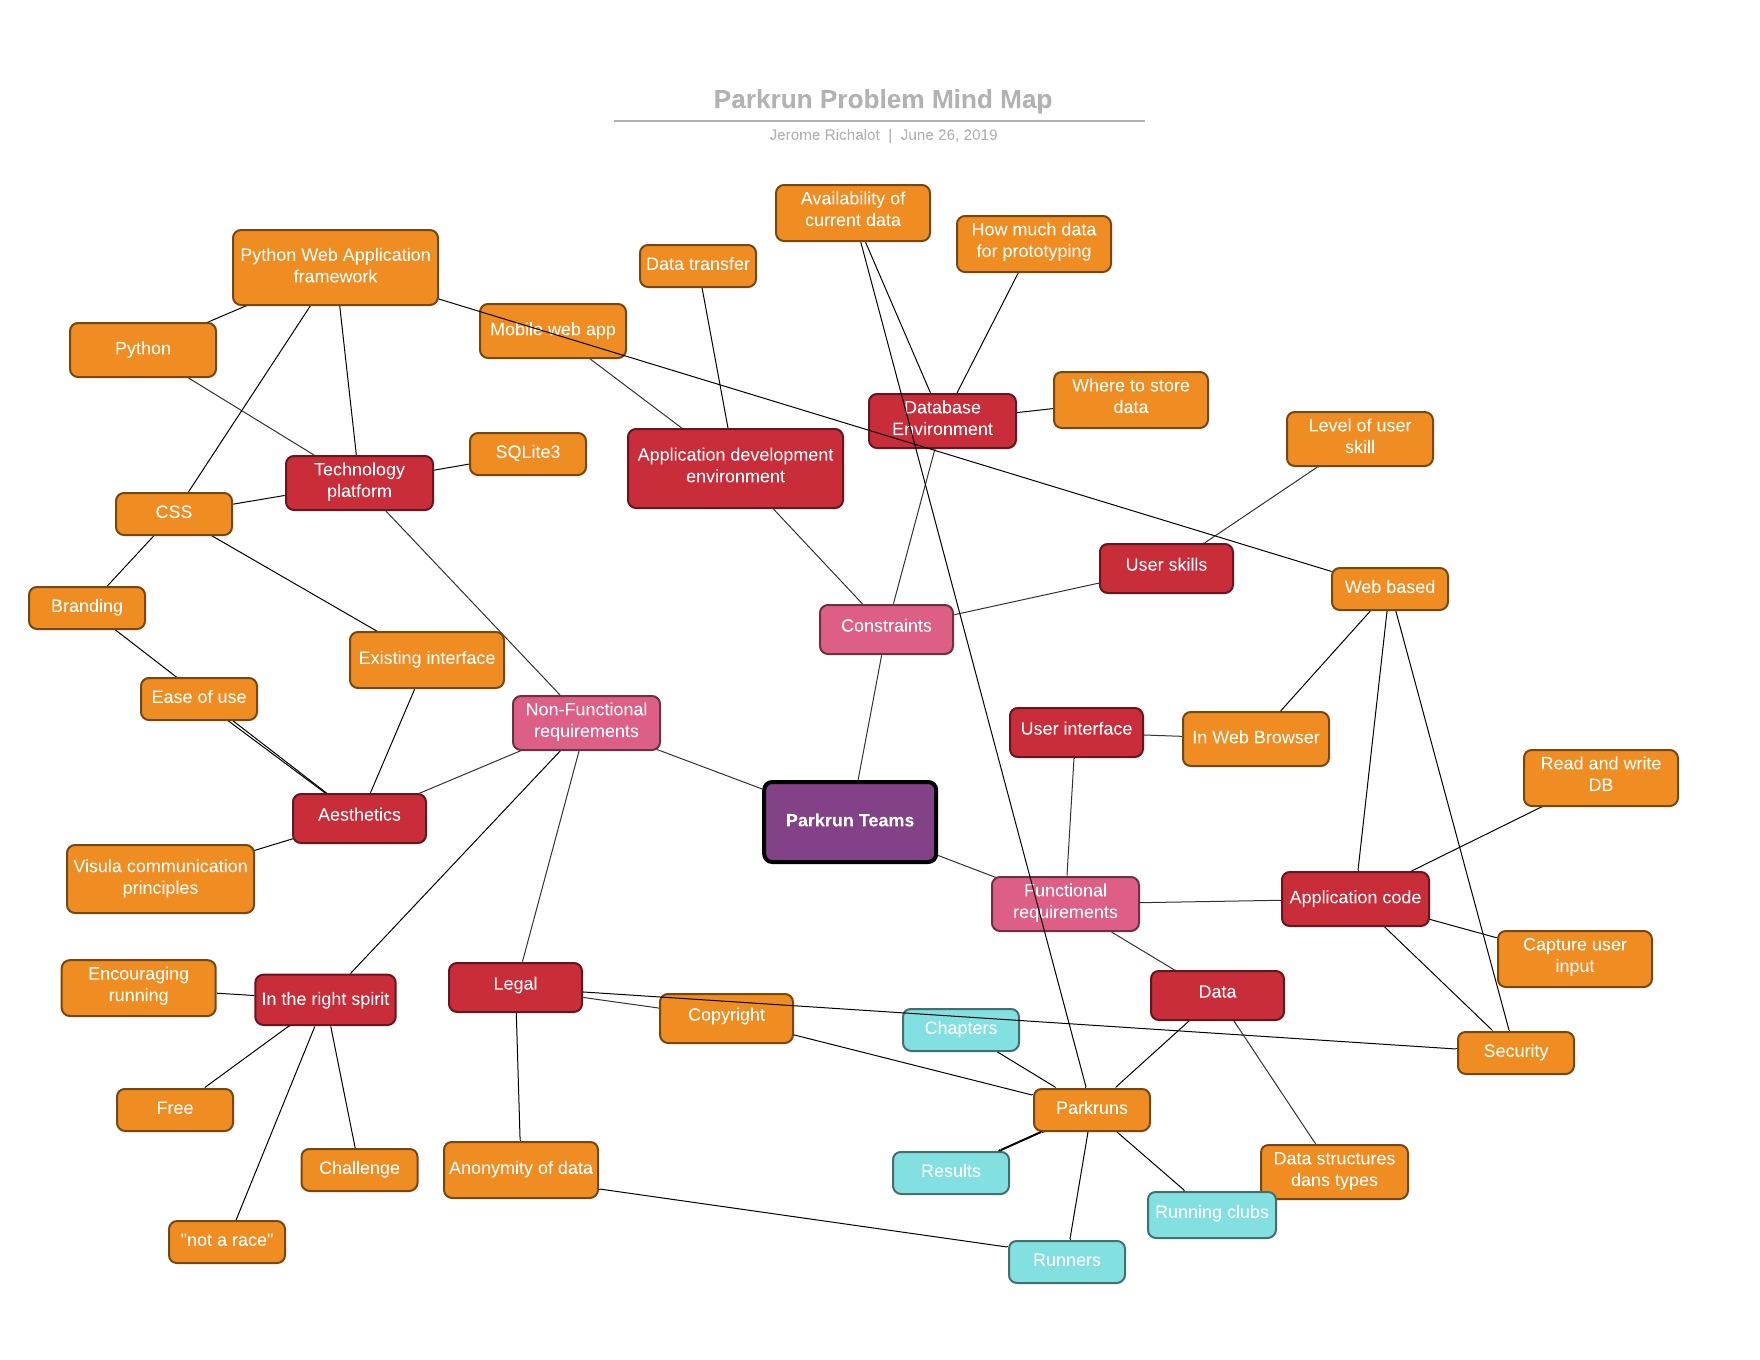 Parkrun Problem Mind Map
Jerome Richalot | June 26, 2019
Availability of
current data
How much data
for prototyping
Python Web Application
framework
Data transfer
Mobile web app
Python
Where to store
data
Database
Environment
Level of user
skill
SQLite3
Application development
environment
Technology
platform
CSS
User skills
Web based
Branding
Constraints
Existing interface
Ease of use
Non-Functional
requirements
User interface
In Web Browser
Read and write
DB
Aesthetics
Parkrun Teams
Visula communication
principles
Functional
requirements
Application code
Capture user
input
Encouraging
running
In the right spirit
Legal
Data
Copyright
Chapters
Security
Free
Parkruns
Challenge
Anonymity of data
Results
Data structures
dans types
Running clubs
"not a race"
Runners